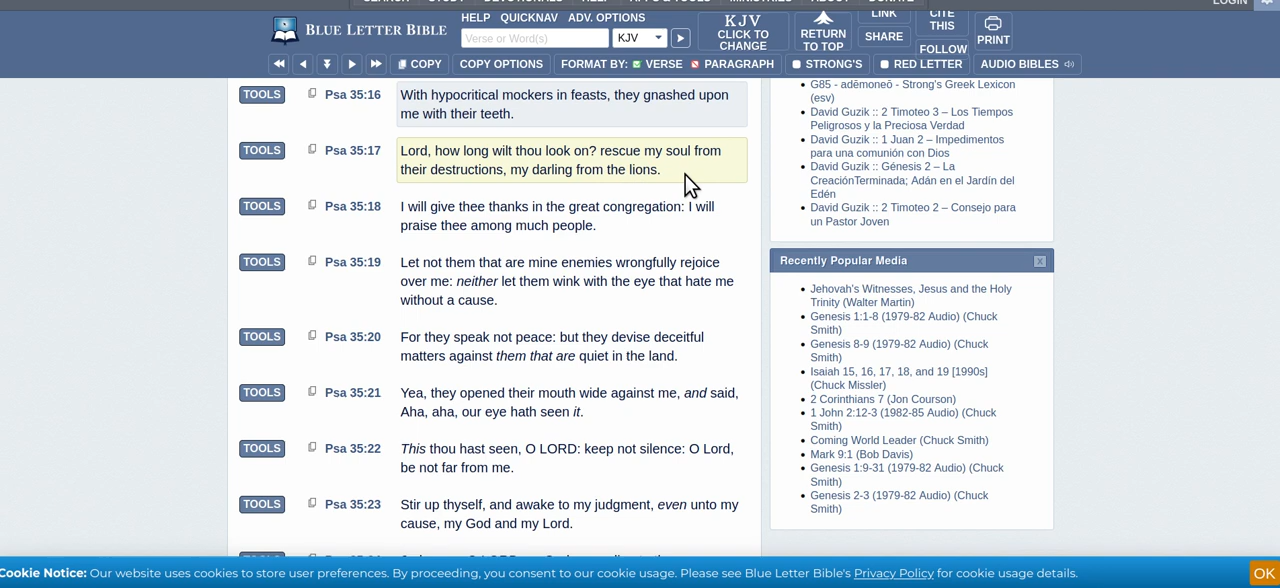 HELP QUICKNAV ADV. OPTIONS
BLUE LETTER BIBLE
Verse or Word(s)
KJV
KJV
CLICK TO
CHANGE
RETURN
TO TOP
LINK
SHARE
CITE
THIS
FOLLOW
PRINT
LOGIN
COPY
COPY OPTIONS
FORMAT BY: VERSE PARAGRAPH
STRONG'S
RED LETTER
AUDIO BIBLES
TOOLS Psa 35:16 With hypocritical mockers in feasts, they gnashed upon
me with their teeth.
TOOLS Psa 35:17 Lord, how long wilt thou look on? rescue my soul from
their destructions, my darling from the lions.
TOOLS Psa 35:18 I will give thee thanks in the great congregation: I will
praise thee among much people.
TOOLS Psa 35:19 Let not them that are mine enemies wrongfully rejoice
over me: neither let them wink with the eye that hate me
without a cause.
TOOLS Psa 35:20 For they speak not peace: but they devise deceitful
matters against them that are quiet in the land.
TOOLS Psa 35:21 Yea, they opened their mouth wide against me, and said,
Aha, aha, our eye hath seen it.
TOOLS Psa 35:22 This thou hast seen, O LORD: keep not silence: O Lord,
be not far from me.
TOOLS Psa 35:23 Stir up thyself, and awake to my judgment, even unto my
cause, my God and my Lord.
G85 - adēmoneō - Strong's Greek Lexicon
(esv)
David Guzik :: 2 Timoteo 3 – Los Tiempos
Peligrosos y la Preciosa Verdad
David Guzik :: 1 Juan 2 – Impedimentos
para una comunión con Dios
David Guzik :: Génesis 2 – La
CreaciónTerminada; Adán en el Jardín del
Edén
David Guzik :: 2 Timoteo 2 – Consejo para
un Pastor Joven
Recently Popular Media
X
Jehovah's Witnesses, Jesus and the Holy
Trinity (Walter Martin)
Genesis 1:1-8 (1979-82 Audio) (Chuck
Smith)
Genesis 8-9 (1979-82 Audio) (Chuck
Smith)
Isaiah 15, 16, 17, 18, and 19 [1990s]
(Chuck Missler)
2 Corinthians 7 (Jon Courson)
1 John 2:12-3 (1982-85 Audio) (Chuck
Smith)
Coming World Leader (Chuck Smith)
Mark 9:1 (Bob Davis)
Genesis 1:9-31 (1979-82 Audio) (Chuck
Smith)
Genesis 2-3 (1979-82 Audio) (Chuck
Smith)
Cookie Notice: Our website uses cookies to store user preferences. By proceeding, you consent to our cookie usage. Please see Blue Letter Bible's Privacy Policy for cookie usage details.
OK